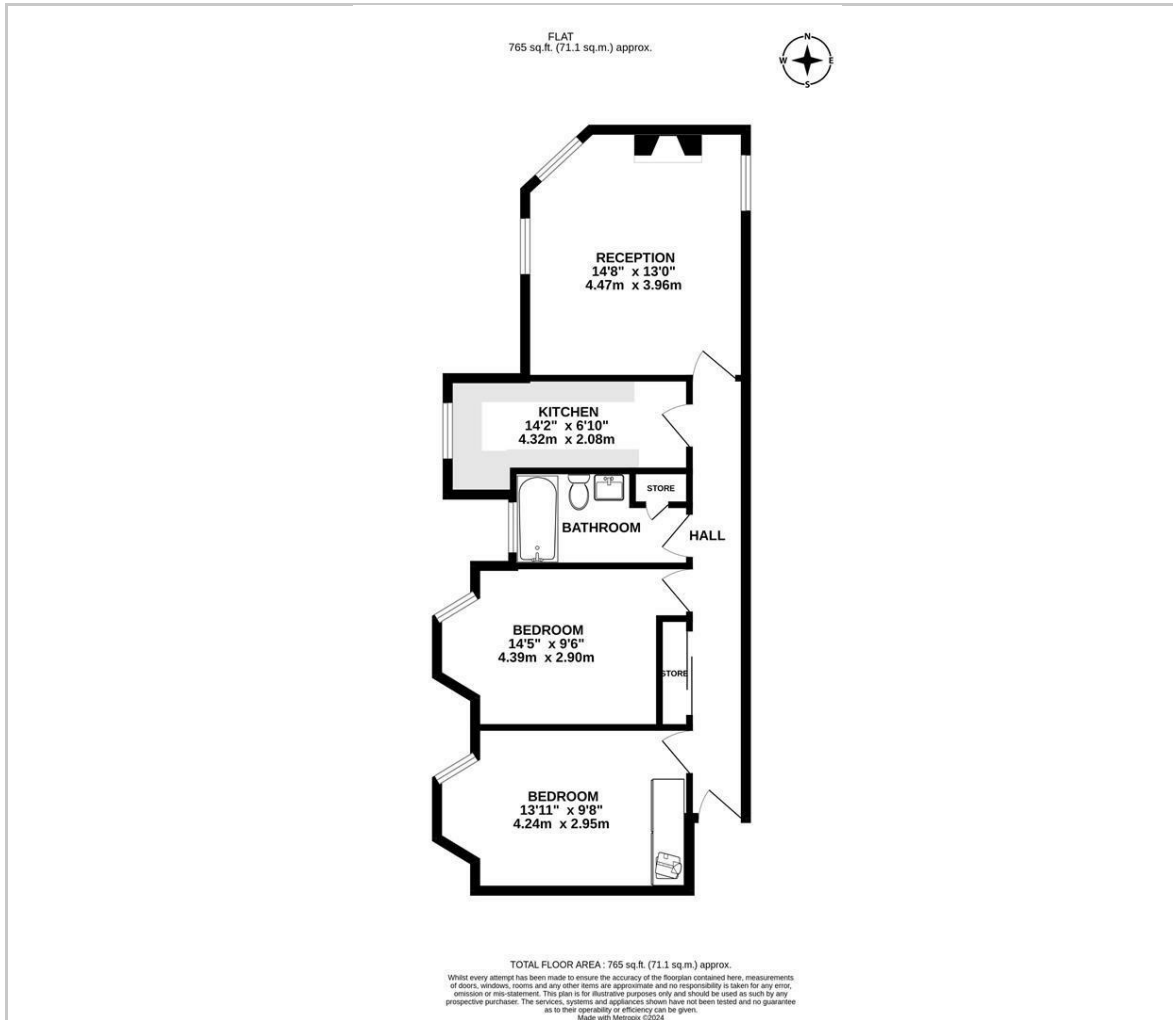 FLAT
765 sq.ft. (71.1 sq.m.) approx.
N
W
E
S
RECEPTION
14'8" x 13'0"
4.47m x 3.96m
KITCHEN
14'2" x 6'10"
4.32m x 2.08m
STORE
BATHROOM
HALL
BEDROOM
14'5" x 9'6"
4.39m x 2.90m
STORE
BEDROOM
13'11" x 9'8"
4.24m x 2.95m
TOTAL FLOOR AREA : 765 sq.ft. (71.1 sq.m.) approx.
Whilst every attempt has been made to ensure the accuracy of the floorplan contained here, measurements
of doors, windows, rooms and any other items are approximate and no responsibility is taken for any error,
omission or mis-statement. This plan is for illustrative purposes only and should be used as such by any
prospective purchaser. The services, systems and appliances shown have not been tested and no guarantee
as to their operability or efficiency can be given.
Made with Metropix ©2024